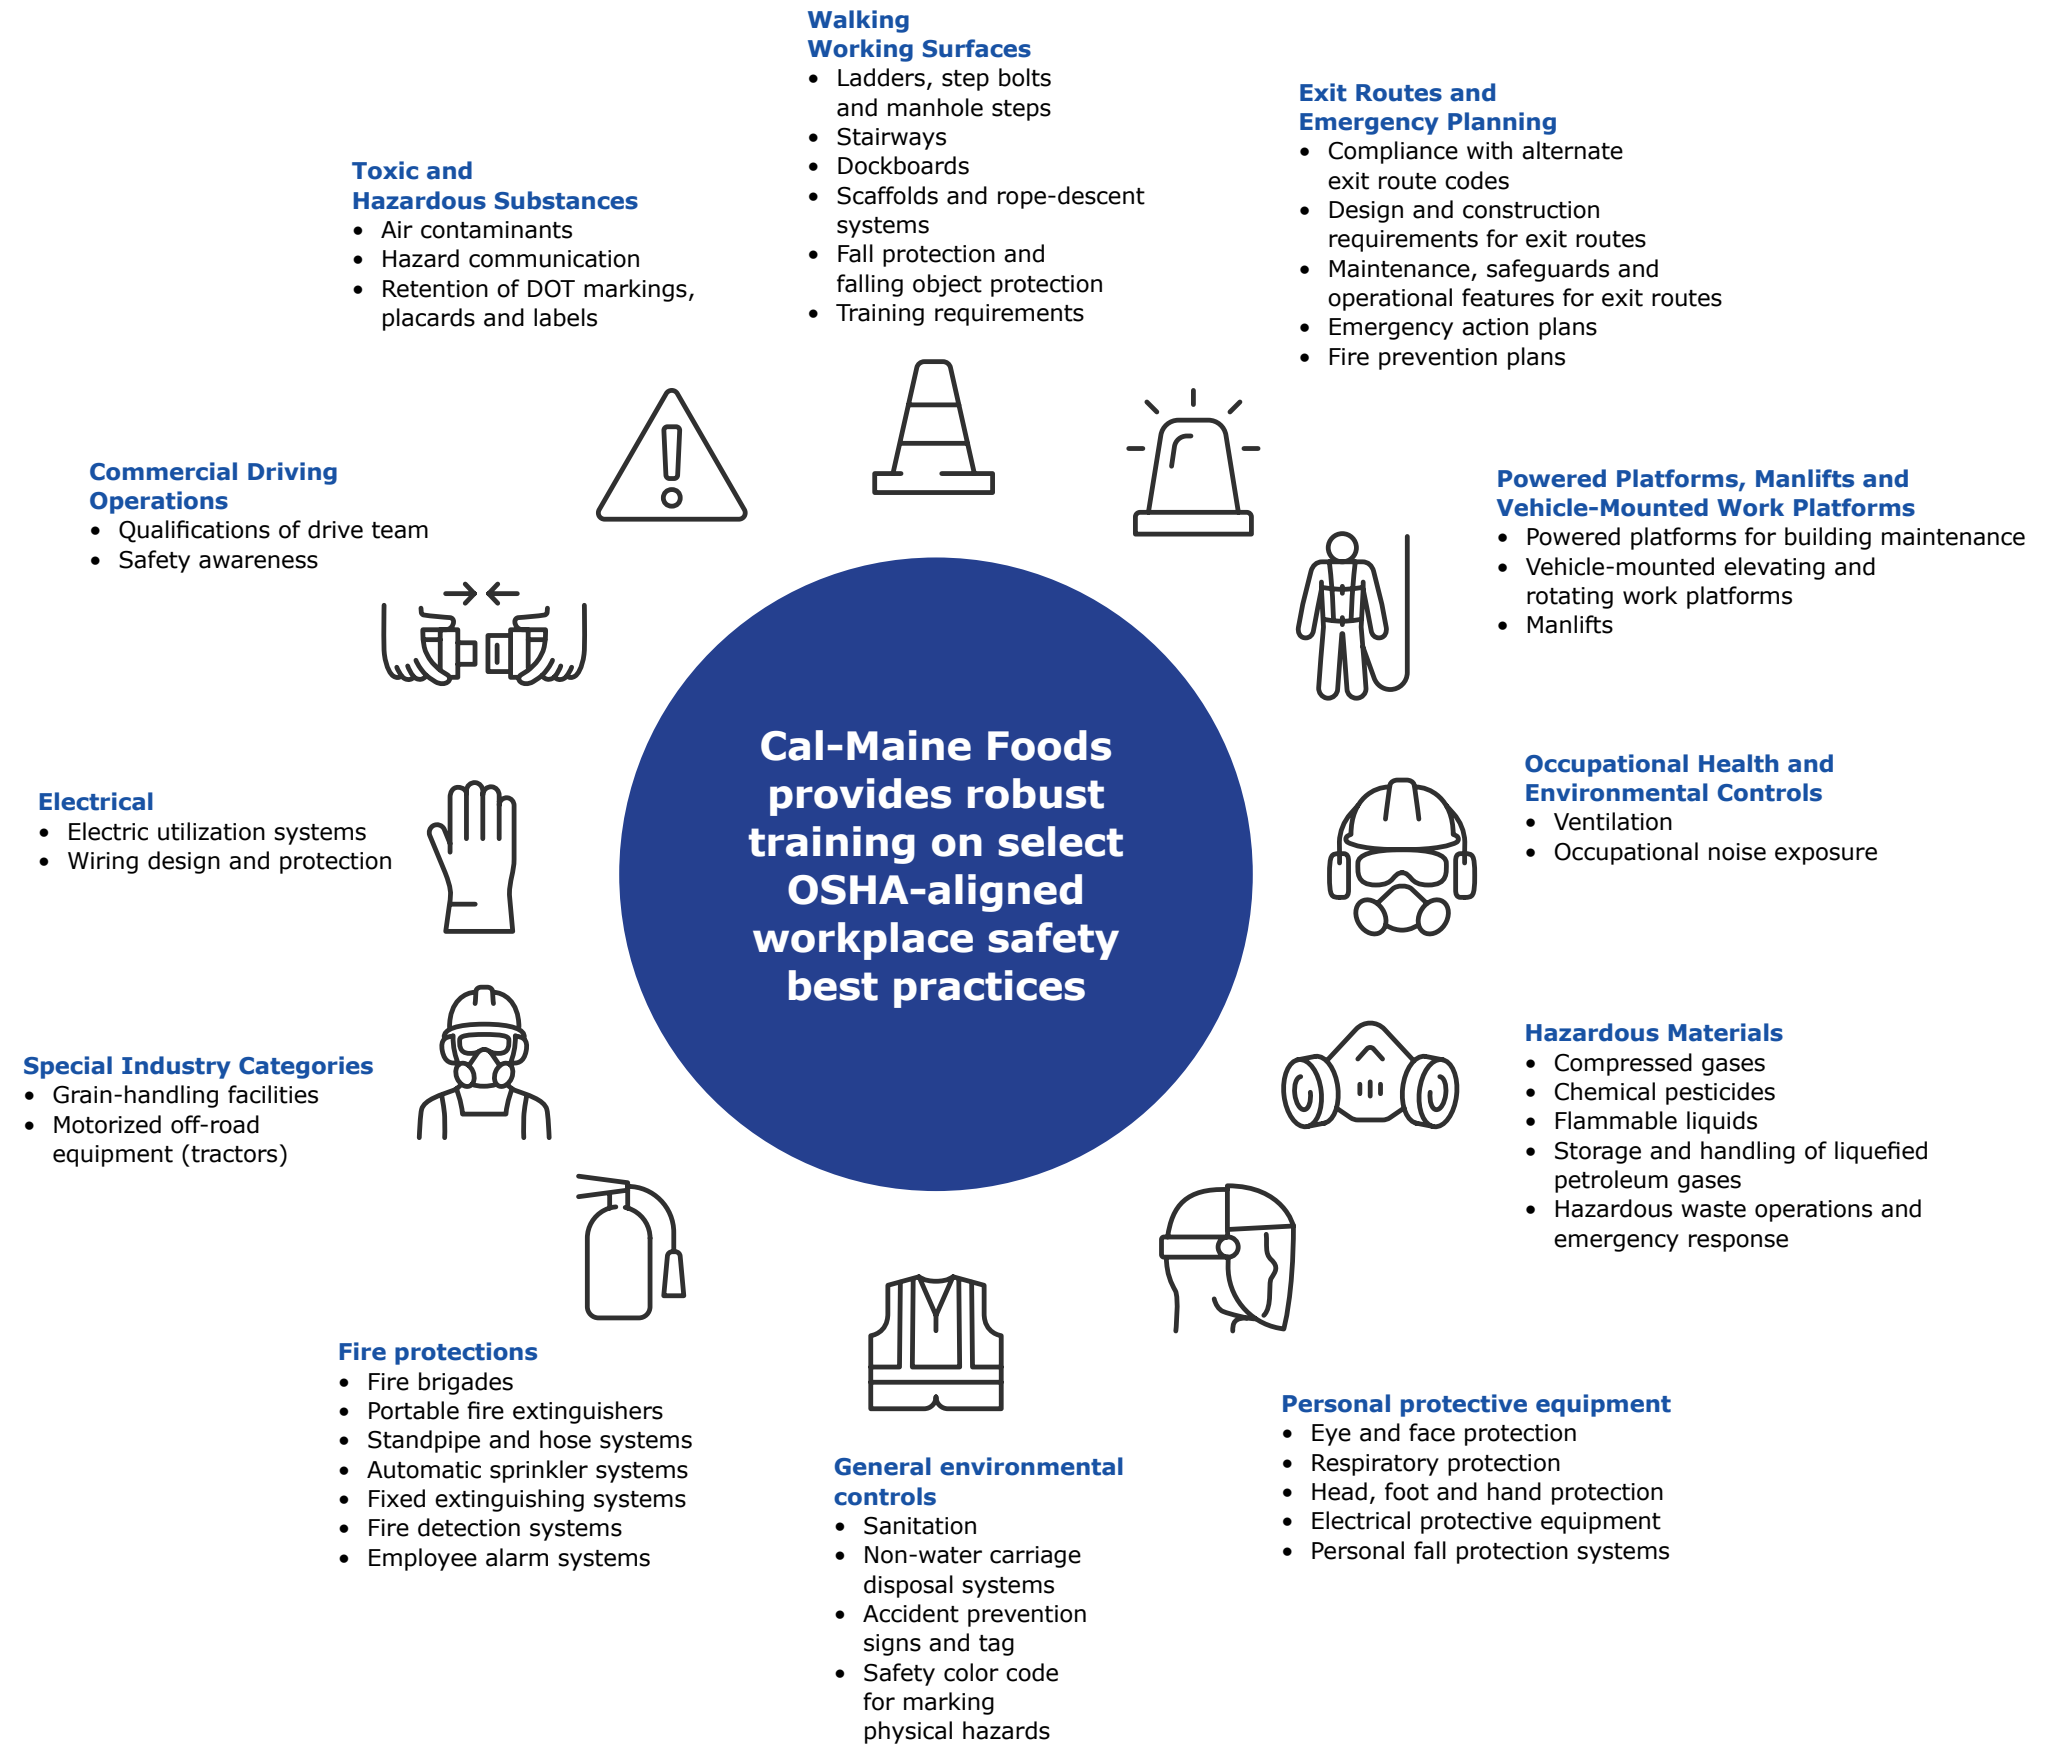 Walking
Working Surfaces
• Ladders, step bolts
and manhole steps
• Stairways
• Dockboards
• Scaffolds and rope-descent
systems
• Fall protection and
falling object protection
• Training requirements
Exit Routes and
Emergency Planning
• Compliance with alternate
exit route codes
• Design and construction
requirements for exit routes
• Maintenance, safeguards and
operational features for exit routes
• Emergency action plans
• Fire prevention plans
Powered Platforms, Manlifts and
Vehicle-Mounted Work Platforms
• Powered platforms for building maintenance
• Vehicle-mounted elevating and
rotating work platforms
• Manlifts
Occupational Health and
Environmental Controls
• Ventilation
• Occupational noise exposure
Hazardous Materials
• Compressed gases
• Chemical pesticides
• Flammable liquids
• Storage and handling of liquefied
petroleum gases
• Hazardous waste operations and
emergency response
Personal protective equipment
• Eye and face protection
• Respiratory protection
• Head, foot and hand protection
• Electrical protective equipment
• Personal fall protection systems
General environmental
controls
• Sanitation
• Non-water carriage
disposal systems
• Accident prevention
signs and tag
• Safety color code
for marking
physical hazards
Fire protections
• Fire brigades
• Portable fire extinguishers
• Standpipe and hose systems
• Automatic sprinkler systems
• Fixed extinguishing systems
• Fire detection systems
• Employee alarm systems
Special Industry Categories
• Grain-handling facilities
• Motorized off-road
equipment (tractors)
Electrical
• Electric utilization systems
• Wiring design and protection
Commercial Driving
Operations
• Qualifications of drive team
• Safety awareness
Toxic and
Hazardous Substances
• Air contaminants
• Hazard communication
• Retention of DOT markings,
placards and labels
Cal-Maine Foods
provides robust
training on select
OSHA-aligned
workplace safety
best practices